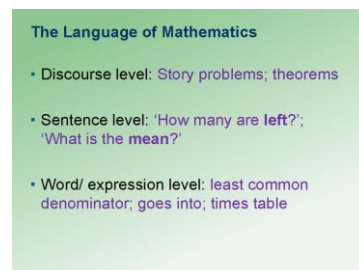 The Language of Mathematics
▪ Discourse level: Story problems; theorems
▪ Sentence level: ‘How many are left?’;
‘What is the mean?’
▪ Word/ expression level: least common
denominator; goes into; times table